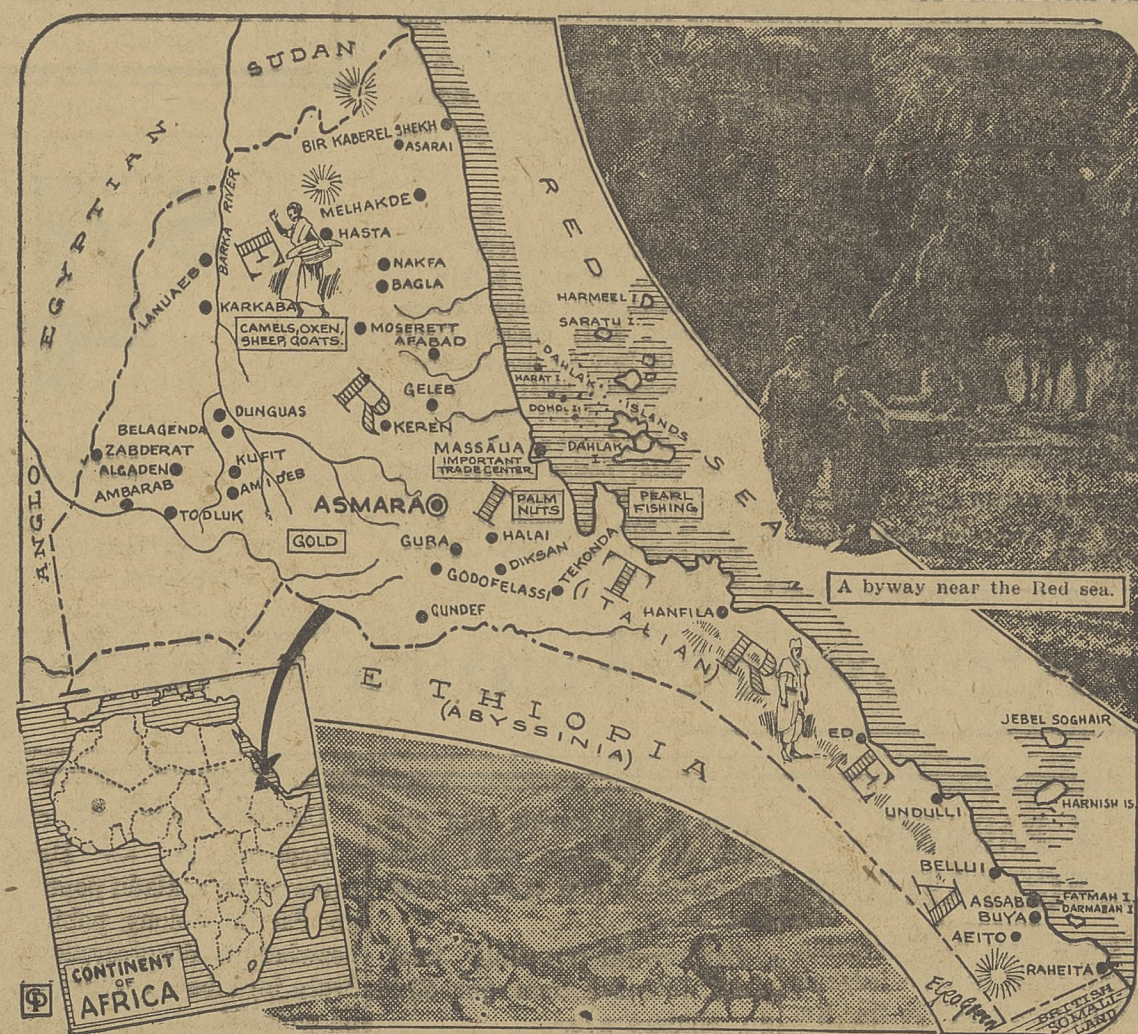 SUDAN
EGYPTIAN
ANGLO
BIR KABEREL SHEKH
ASARAI
BARKA RIVER
MELHAKDE
HASTA
NAKFA
BAGLA
LANUAEB
KARKABA
CAMELS, OXEN,
SHEEP, GOATS.
MOSERETT
AFABAD
GELEB
KEREN
DUNGUAS
BELAGENDA
ZABDERAT
ALGADEN
KUFIT
AMIDEB
AMBARAB
TODLUK
MASSAUA
IMPORTANT
TRADE CENTER
ASMARA
GOLD
PALM
NUTS
PEARL
FISHING
RED SEA
HARMEEL I.
SARATU I.
DAHLAK ISLANDS
HARAT I.
DOHOL I.
DAHLAK
I.
GURA
HALAI
DIKSAN
GODOFELASSI
TEKONDA
GUNDEF
HANFILA
ERITREA
(ITALIAN)
A byway near the Red sea.
ETHIOPIA
(ABYSSINIA)
ED
UNDULLI
JEBEL SOGHAIR
HARNISH IS.
BELLUI
ASSAB
FATMAH I.
BUYA
DARMABAN I.
AEITO
RAHEITA
BRITISH
SOMALI-
LAND
CONTINENT
OF
AFRICA